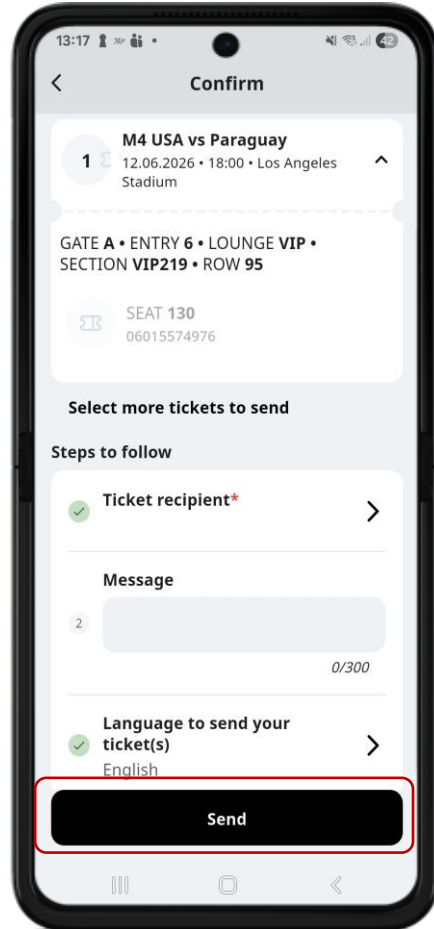 13:17
42
Confirm
1
M4 USA vs Paraguay
12.06.2026 • 18:00 • Los Angeles
Stadium
GATE A • ENTRY 6 • LOUNGE VIP •
SECTION VIP219 • ROW 95
SEAT 130
06015574976
Select more tickets to send
Steps to follow
Ticket recipient*
Message
2
0/300
Language to send your
ticket(s)
English
Send